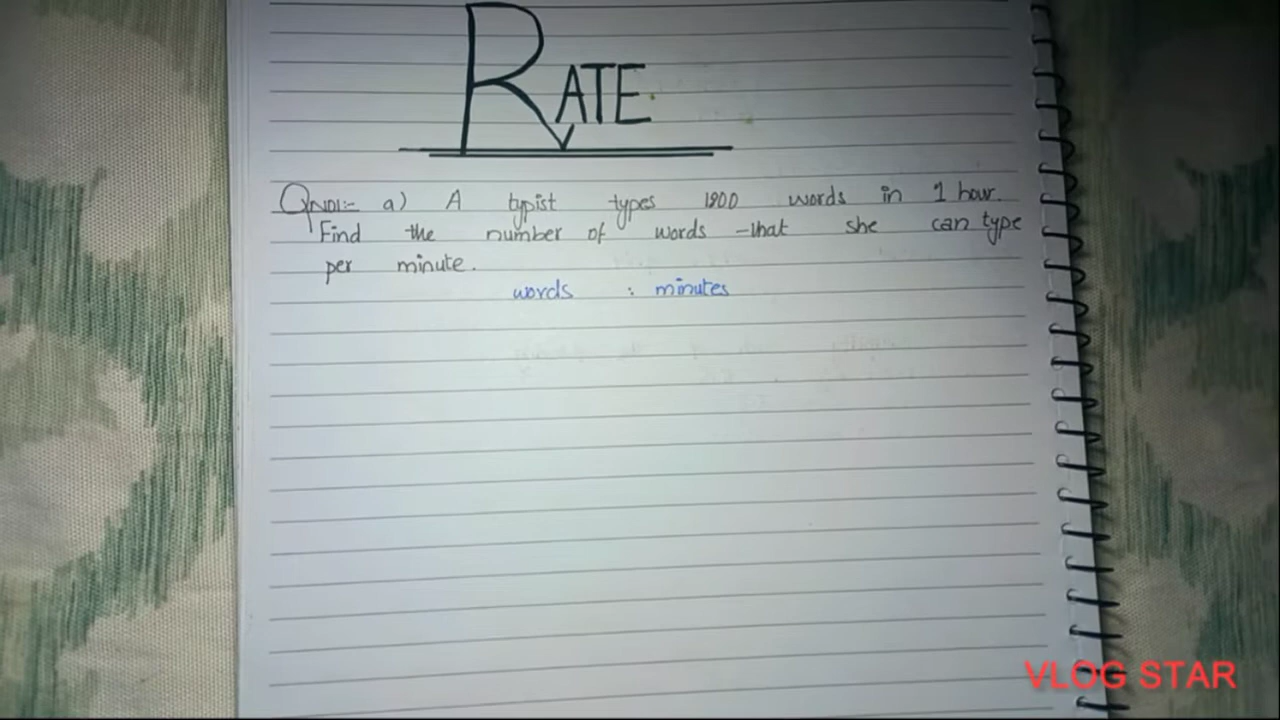 RATE
QN01:- a) A typist types 1800 words in 1 hour.
Find the number of words that she can type
per minute.
words : minutes
VLOG STAR